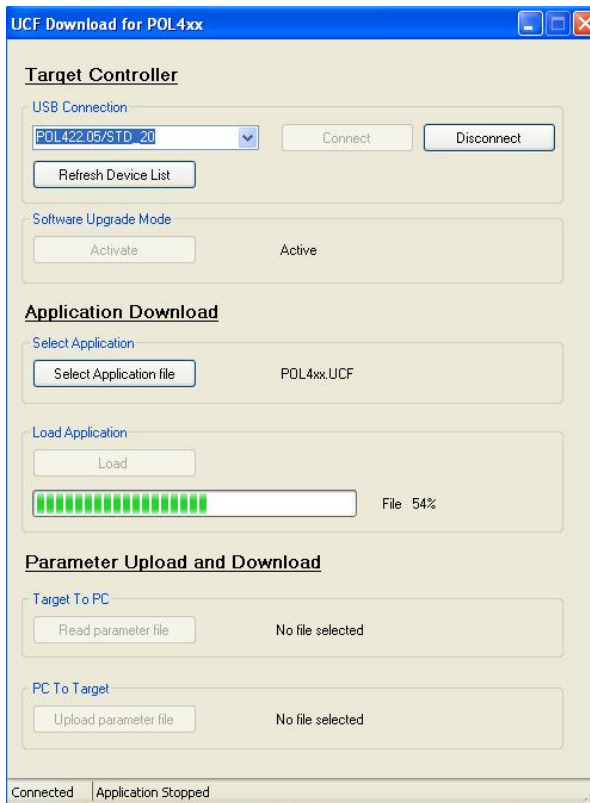 UCF Download for POL4xx
Target Controller
USB Connection
POL422.05/STD_20
Connect
Disconnect
Refresh Device List
Software Upgrade Mode
Activate
Active
Application Download
Select Application
Select Application file
POL4xx.UCF
Load Application
Load
File 54%
Parameter Upload and Download
Target To PC
Read parameter file
No file selected
PC To Target
Upload parameter file
No file selected
Connected
Application Stopped